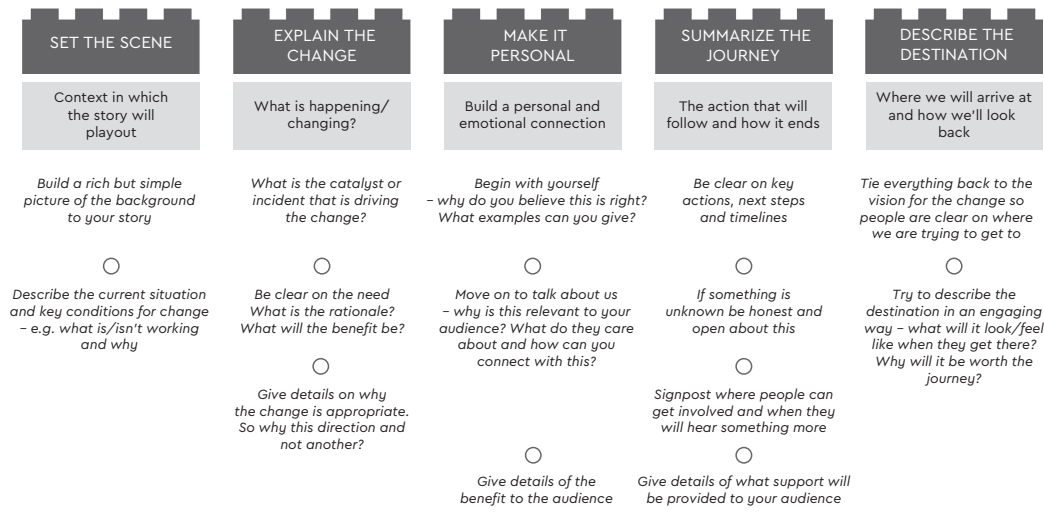 SET THE SCENE
Context in which
the story will
playout
Build a rich but simple
picture of the background
to your story
Describe the current situation
and key conditions for change
– e.g. what is/isn't working
and why
EXPLAIN THE
CHANGE
What is happening/
changing?
What is the catalyst or
incident that is driving
the change?
Be clear on the need
What is the rationale?
What will the benefit be?
Give details on why
the change is appropriate.
So why this direction and
not another?
MAKE IT
PERSONAL
Build a personal and
emotional connection
Begin with yourself
– why do you believe this is right?
What examples can you give?
Move on to talk about us
– why is this relevant to your
audience? What do they care
about and how can you
connect with this?
Give details of the
benefit to the audience
SUMMARIZE THE
JOURNEY
The action that will
follow and how it ends
Be clear on key
actions, next steps
and timelines
If something is
unknown be honest and
open about this
Signpost where people can
get involved and when they
will hear something more
Give details of what support will
be provided to your audience
DESCRIBE THE
DESTINATION
Where we will arrive at
and how we'll look
back
Tie everything back to the
vision for the change so
people are clear on where
we are trying to get to
Try to describe the
destination in an engaging
way – what will it look/feel
like when they get there?
Why will it be worth the
journey?